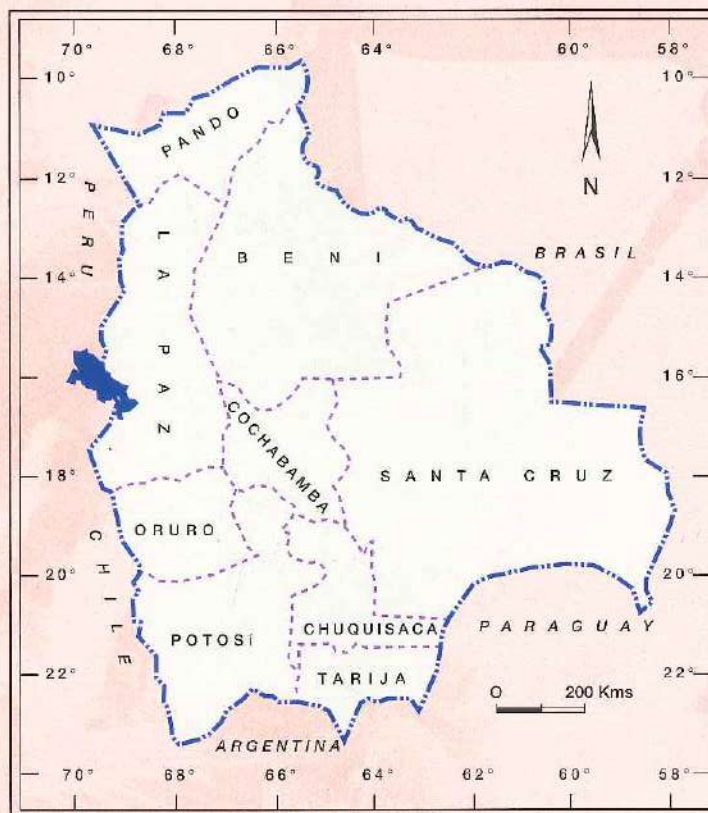 70° 68° 66° 64° 60° 58°
10° 10°
PANDO
N
12° 12°
PERU
LA PAZ
BENI
BRASIL
14° 14°
16° 16°
COCHABAMBA
SANTA CRUZ
18° 18°
ORURO
CHILE
20° 20°
CHUQUISACA
PARAGUAY
POTOSÍ
22° 22°
TARIJA
0 200 Kms
ARGENTINA
70° 68° 66° 64° 60° 58°